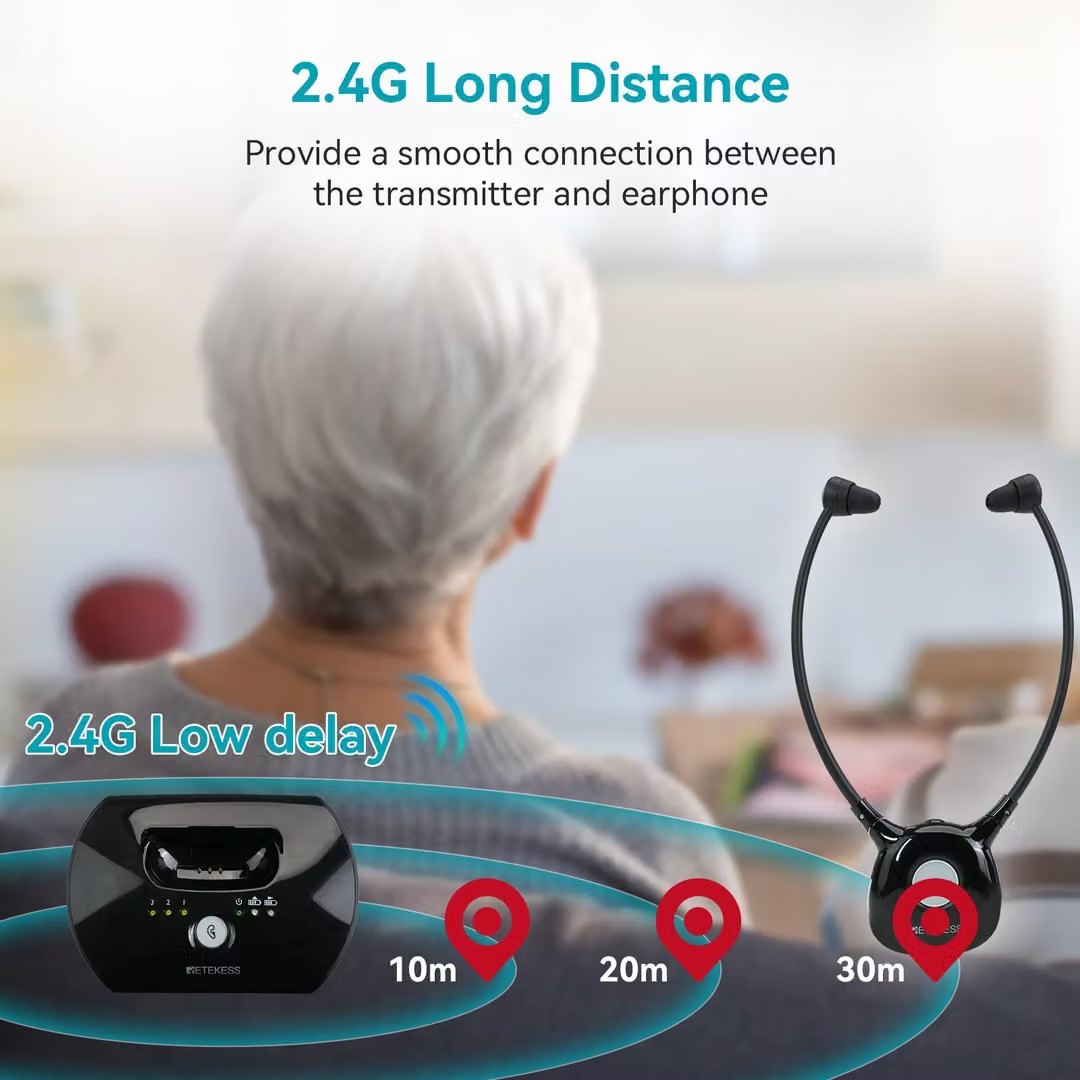 2.4G Long Distance
Provide a smooth connection between
the transmitter and earphone
2.4G Low delay
3 2 1
RETEKESS
10m
20m
30m
RETEKESS